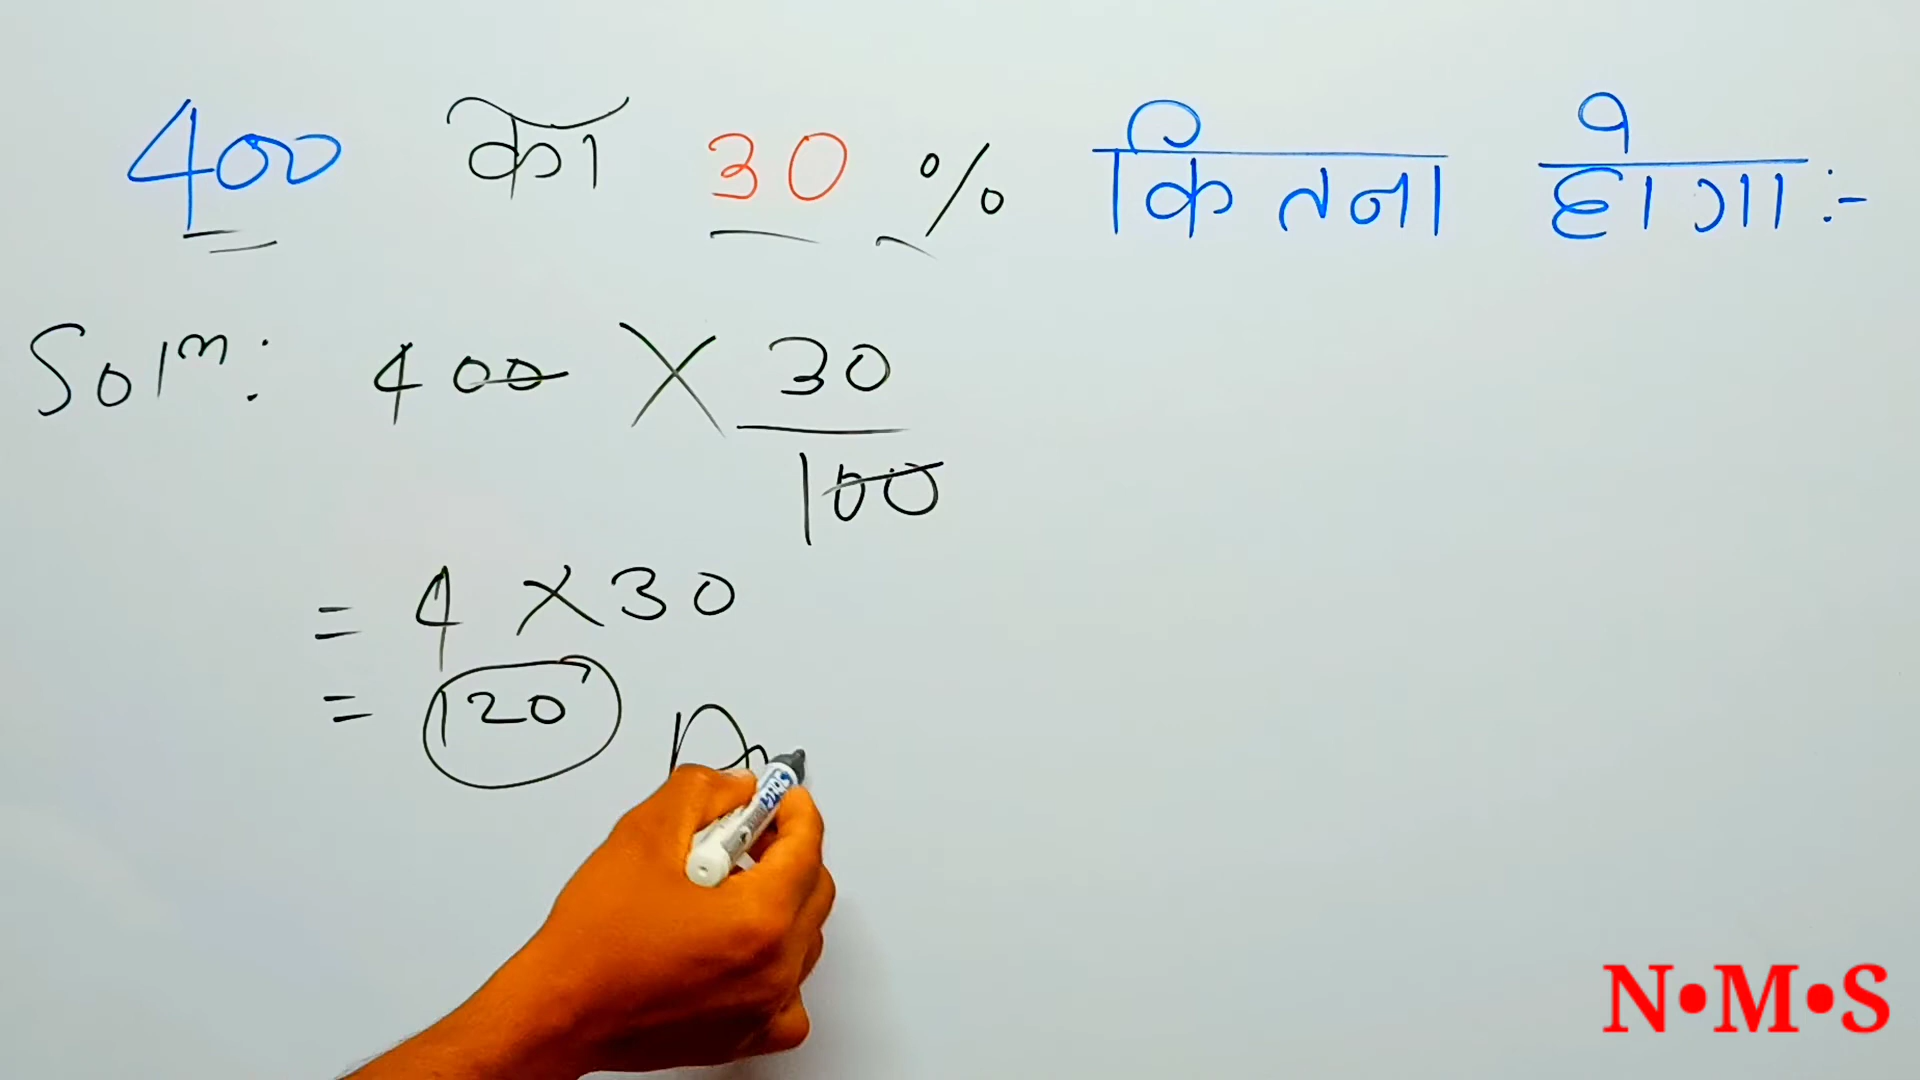 400 का 30 % कितना होगा :-
Solⁿ: 400 X 30
100
= 4 X 30
= 120
N•M•S